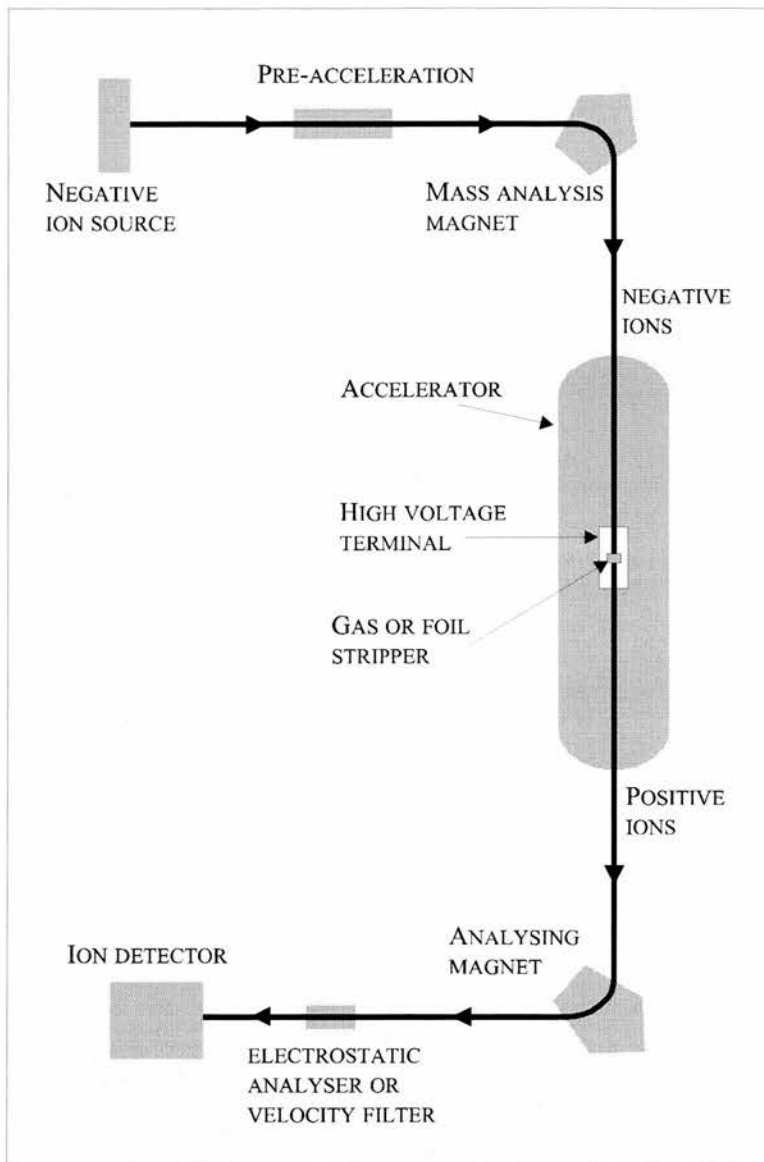 PRE-ACCELERATION
NEGATIVE
ION SOURCE
MASS ANALYSIS
MAGNET
NEGATIVE
IONS
ACCELERATOR
HIGH VOLTAGE
TERMINAL
GAS OR FOIL
STRIPPER
POSITIVE
IONS
ANALYSING
MAGNET
ION DETECTOR
ELECTROSTATIC
ANALYSER OR
VELOCITY FILTER